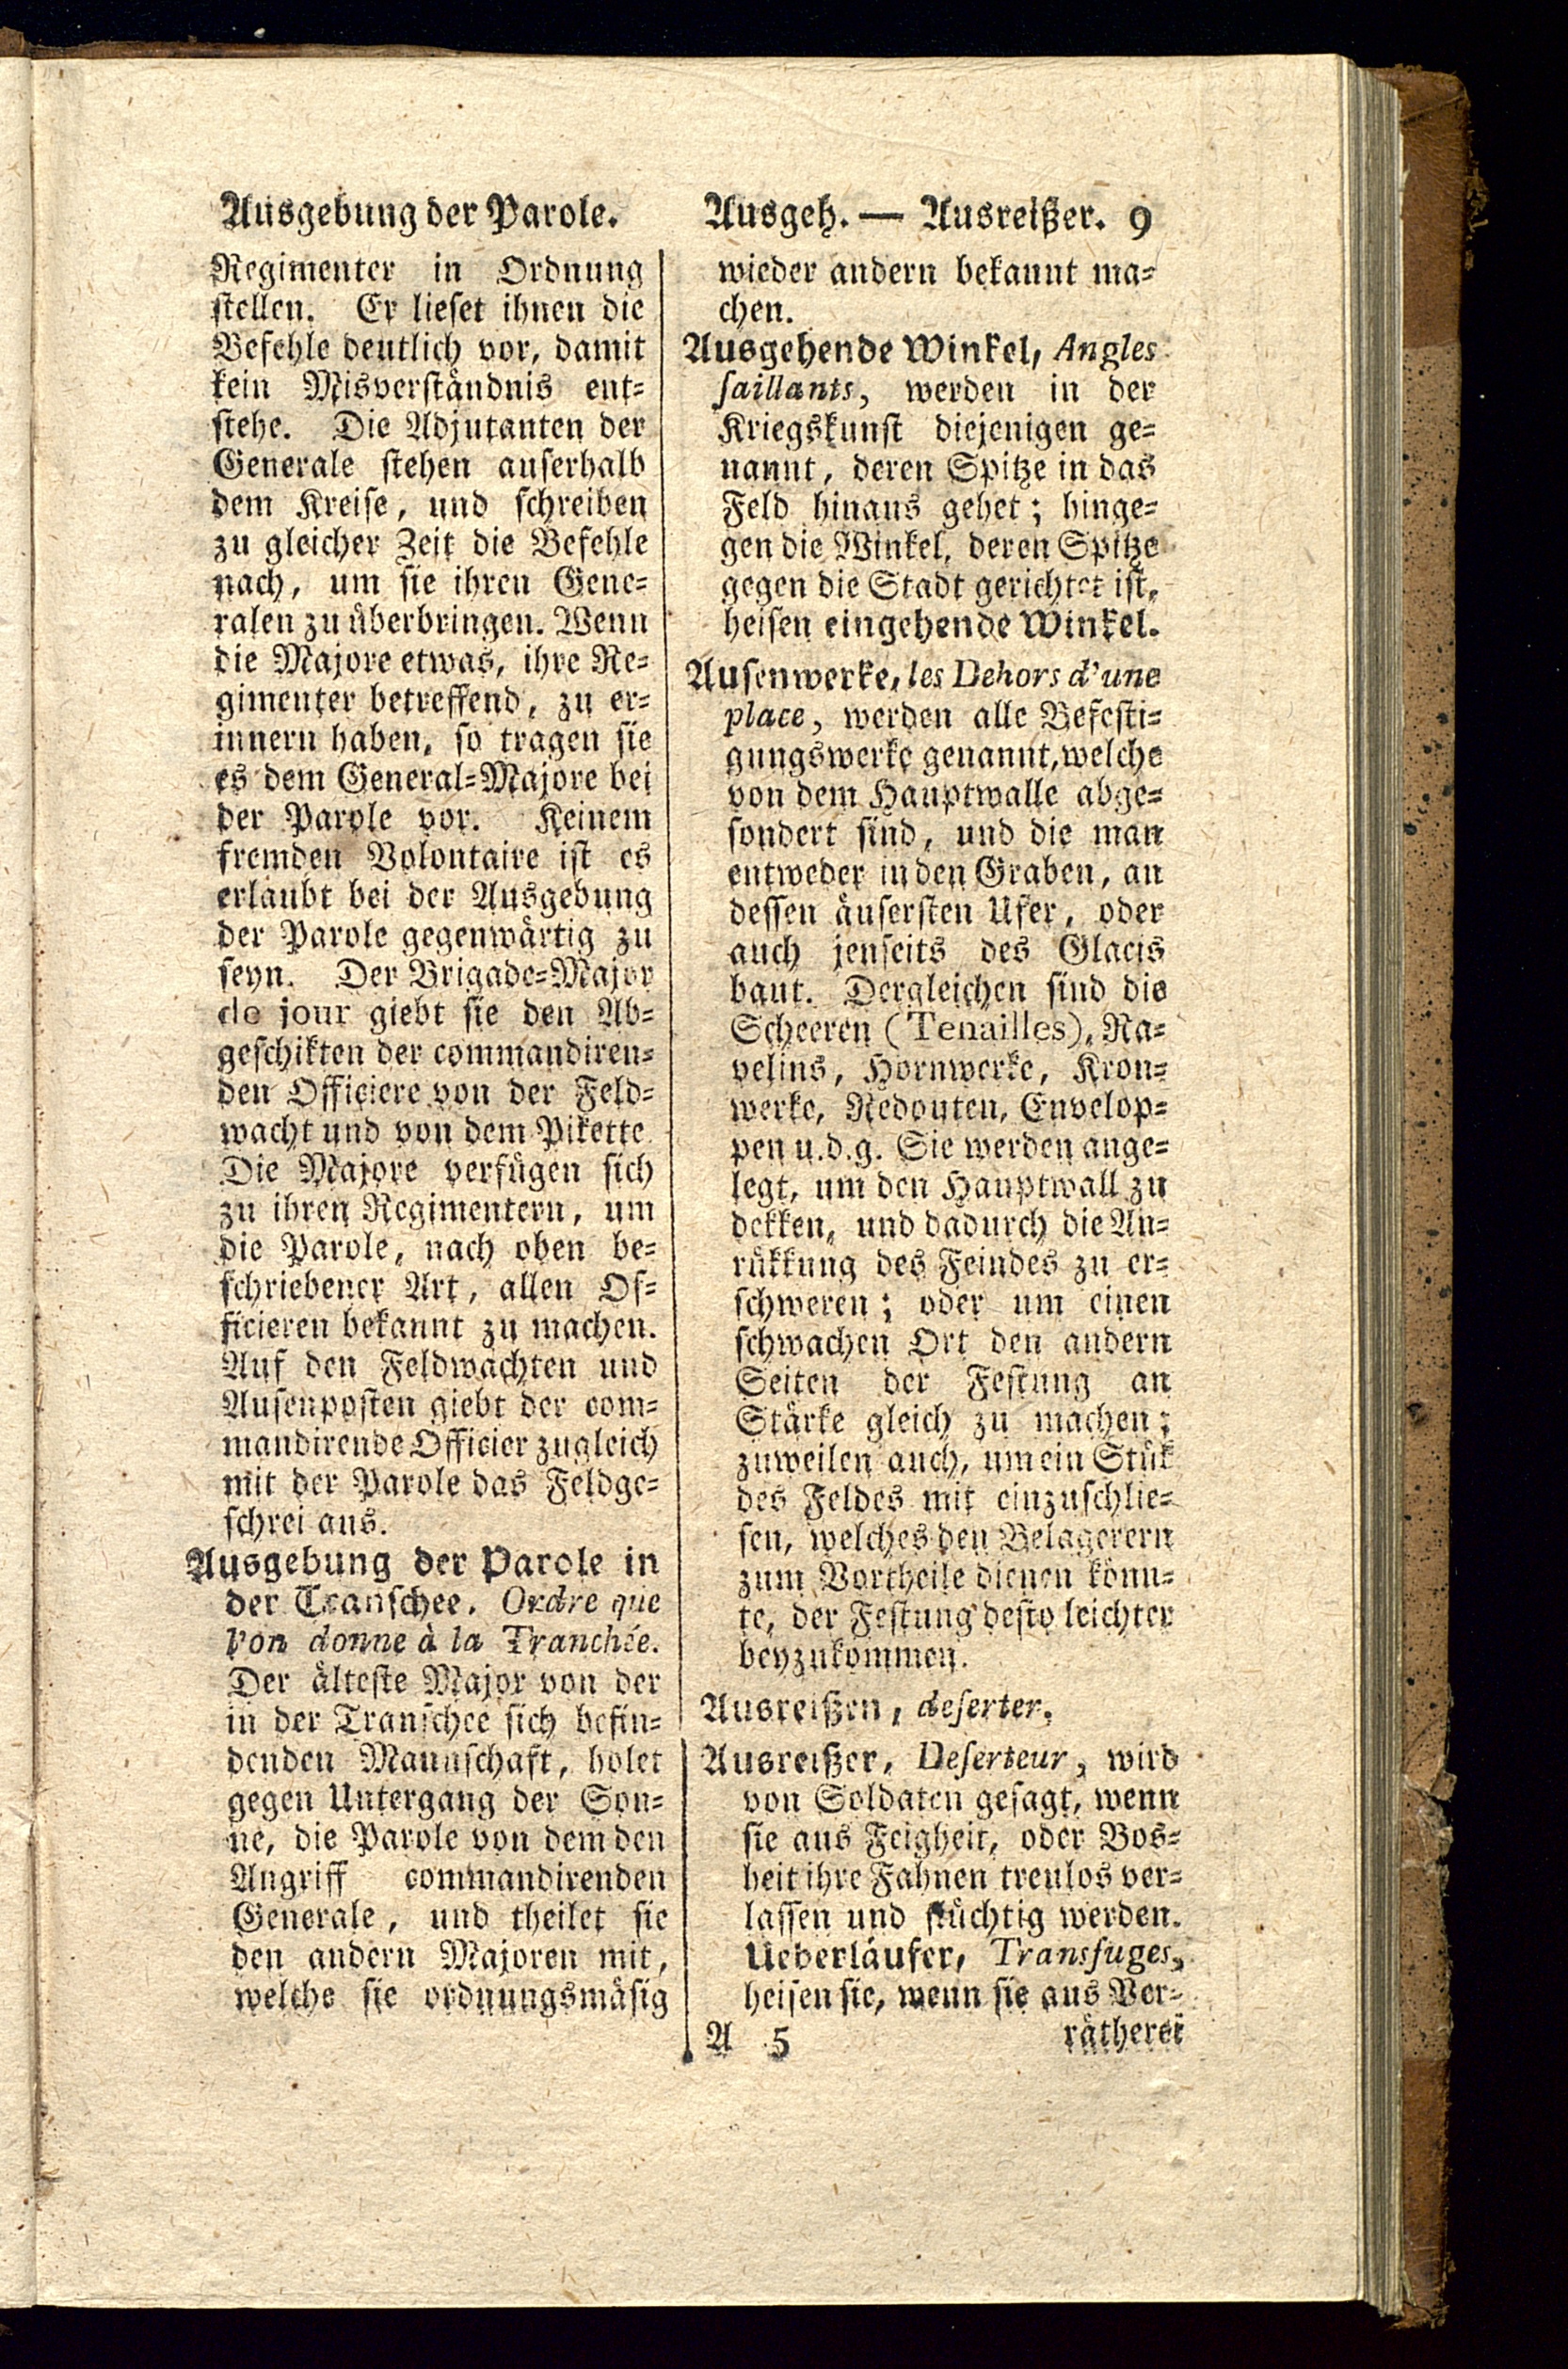 Ausgebung der Parole.
Regimenter in Ordnung
stellen. Er lieset ihnen die
Befehle deutlich vor, damit
kein Misverständnis ent=
stehe. Die Adjutanten der
Generale stehen auserhalb
dem Kreise, und schreiben
zu gleicher Zeit die Befehle
nach, um sie ihren Gene=
ralen zu überbringen. Wenn
die Majore etwas, ihre Re=
gimenter betreffend, zu er=
innern haben, so tragen sie
es dem General=Majore bei
der Parole vor. Keinem
fremden Volontaire ist es
erlaubt bei der Ausgebung
der Parole gegenwärtig zu
seyn. Der Brigade=Major
de jour giebt sie den Ab=
geschikten der commandiren=
den Officiere von der Feld=
wacht und von dem Pikette
Die Majore verfügen sich
zu ihren Regimentern, um
die Parole, nach oben be=
schriebener Art, allen Of=
ficieren bekannt zu machen.
Auf den Feldwachten und
Ausenposten giebt der com=
mandirende Officier zugleich
mit der Parole das Feldge=
schrei aus.
Ausgebung der Parole in
der Transchee. Ordre que
l'on donne à la Tranchée.
Der älteste Major von der
in der Transchee sich befin=
denden Mannschaft, holet
gegen Untergang der Son=
ne, die Parole von dem den
Angriff commandirenden
Generale, und theilet sie
den andern Majoren mit,
welche sie ordnungsmäsig
Ausgeh. — Ausreißer. 9
wieder andern bekannt ma=
chen.
Ausgehende Winkel, Angles
saillants, werden in der
Kriegskunst diejenigen ge=
nannt, deren Spitze in das
Feld hinaus gehet; hinge=
gen die Winkel, deren Spitze
gegen die Stadt gerichtet ist,
heisen eingehende Winkel.
Ausenwerke, les Dehors d'une
place, werden alle Befesti=
gungswerke genannt, welche
von dem Hauptwalle abge=
sondert sind, und die man
entweder in den Graben, an
dessen äusersten Ufer, oder
auch jenseits des Glacis
baut. Dergleichen sind die
Scheeren (Tenailles), Ra=
velins, Hornwerke, Kron=
werke, Redouten, Envelop=
pen u.d.g. Sie werden ange=
legt, um den Hauptwall zu
dekken, und dadurch die An=
rükkung des Feindes zu er=
schweren; oder um einen
schwachen Ort den andern
Seiten der Festung an
Stärke gleich zu machen;
zuweilen auch, um ein Stük
des Feldes mit einzuschlie=
sen, welches den Belagerern
zum Vortheile dienen könn=
te, der Festung desto leichter
beyzukommen.
Ausreißen, deserter.
Ausreißer, Deserteur, wird
von Soldaten gesagt, wenn
sie aus Feigheit, oder Bos=
heit ihre Fahnen treulos ver=
lassen und flüchtig werden.
Ueberläufer, Transfuges,
heisen sie, wenn sie aus Ver=
A 5 rätherei